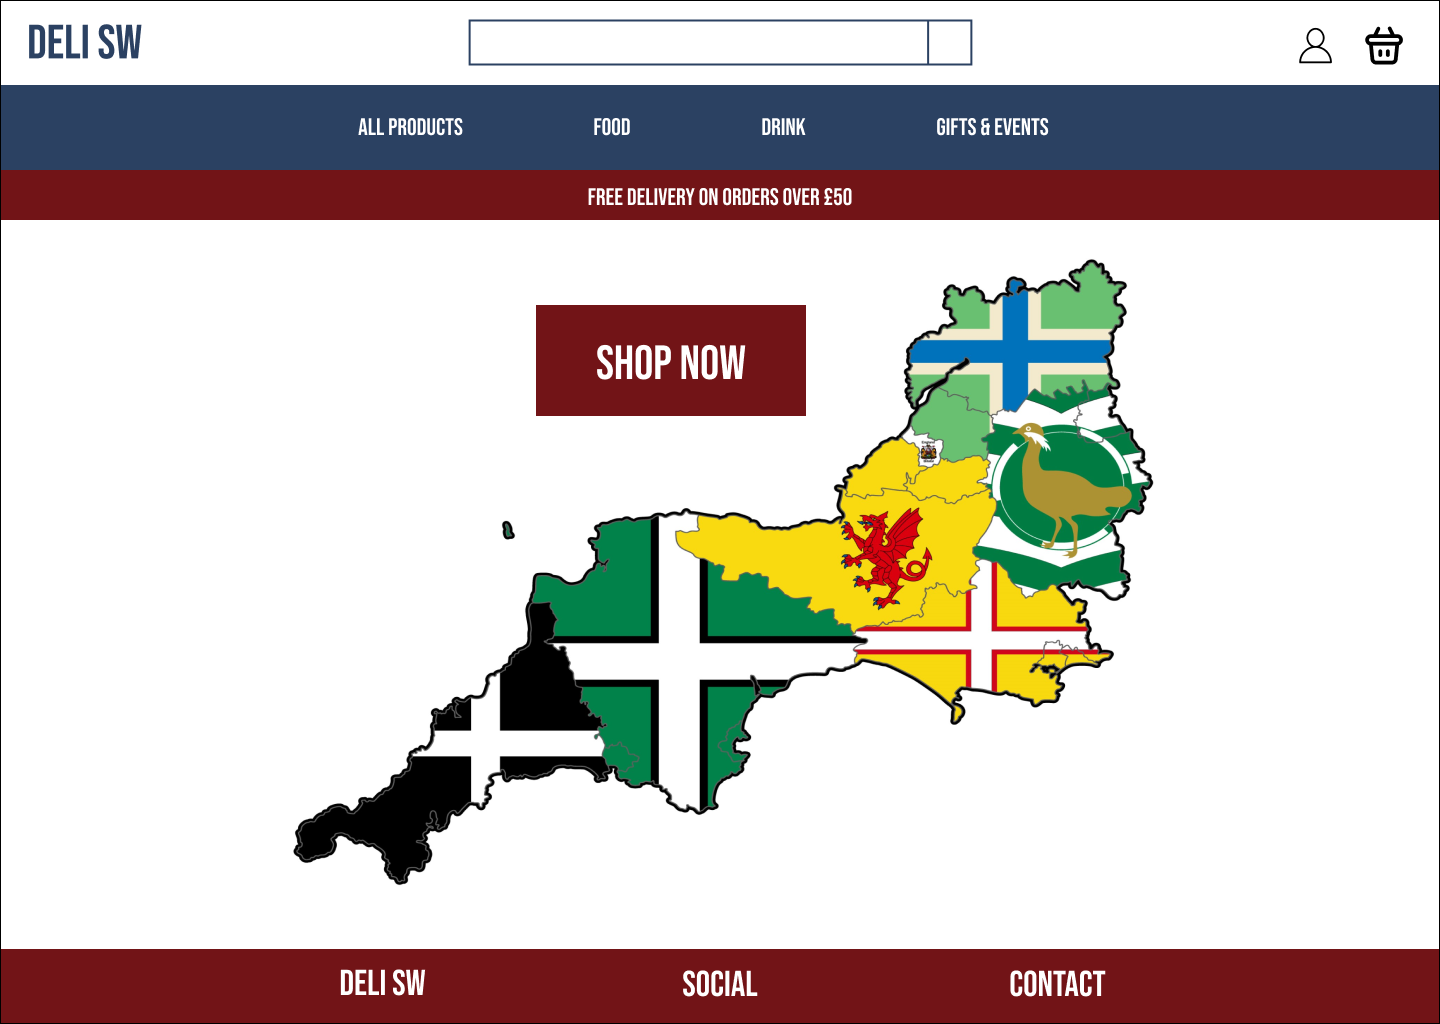 DELI SW
ALL PRODUCTS
FOOD
DRINK
GIFTS & EVENTS
FREE DELIVERY ON ORDERS OVER £50
SHOP NOW
DELI SW
SOCIAL
CONTACT